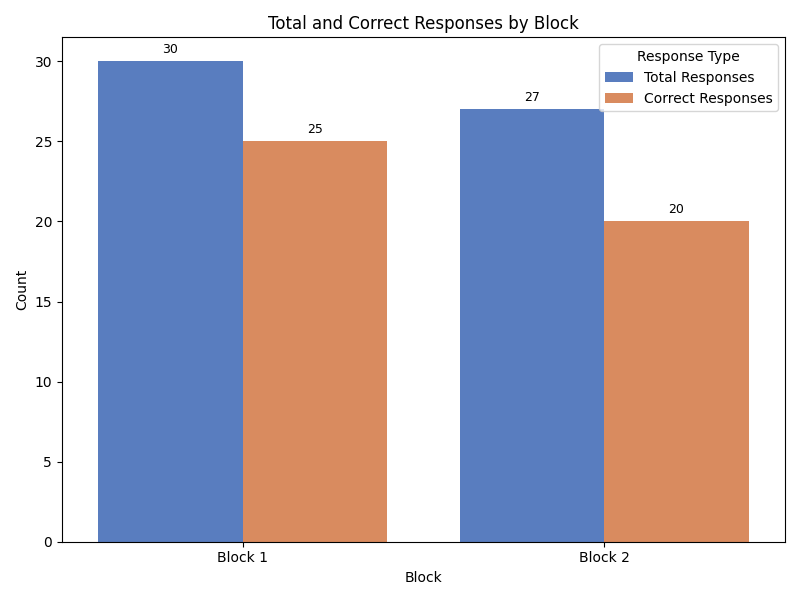 Total and Correct Responses by Block
Response Type
Total Responses
Correct Responses
30
25
27
20
Count
30
25
20
15
10
5
0
Block 1
Block 2
Block